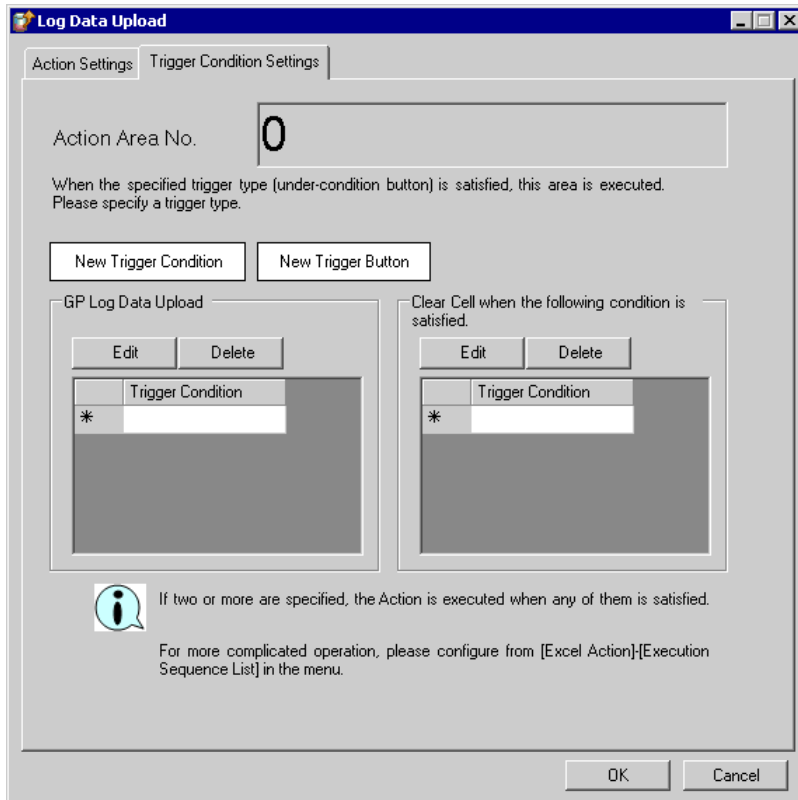 Log Data Upload
Action Settings
Trigger Condition Settings
Action Area No.
0
When the specified trigger type (under-condition button) is satisfied, this area is executed.
Please specify a trigger type.
New Trigger Condition
New Trigger Button
GP Log Data Upload
Edit
Delete
Trigger Condition
*
Clear Cell when the following condition is
satisfied.
Edit
Delete
Trigger Condition
*
If two or more are specified, the Action is executed when any of them is satisfied.
For more complicated operation, please configure from [Excel Action]-[Execution
Sequence List] in the menu.
OK
Cancel